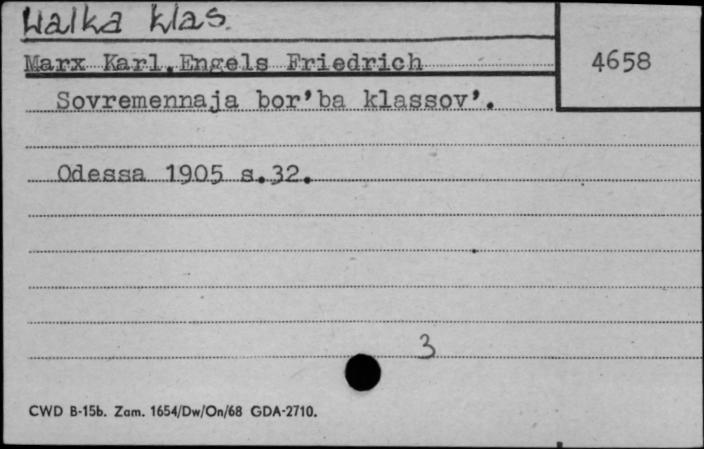 Walka klas.
Marx Karl, Engels Friedrich
4658
Sovremennaja bor'ba klassov'.
Odessa 1905 s.32.
3
CWD B-15b. Zam. 1654/Dw/On/68 GDA-2710.